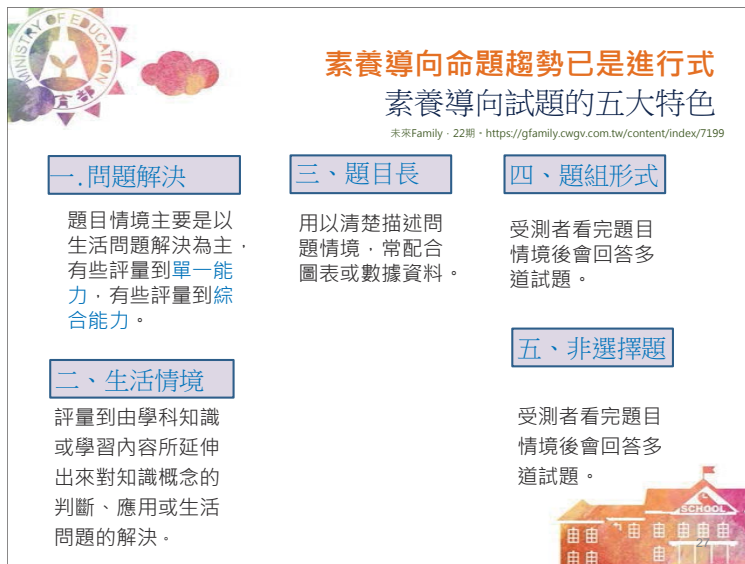 MINISTRY OF EDUCATION
育部
素養導向命題趨勢已是進行式
素養導向試題的五大特色
未來Family‧22期‧https://gfamily.cwgv.com.tw/content/index/7199
一.問題解決
題目情境主要是以
生活問題解決為主，
有些評量到單一能
力，有些評量到綜
合能力。
二、生活情境
評量到由學科知識
或學習內容所延伸
出來對知識概念的
判斷、應用或生活
問題的解決。
三、題目長
用以清楚描述問
題情境，常配合
圖表或數據資料。
四、題組形式
受測者看完題目
情境後會回答多
道試題。
五、非選擇題
受測者看完題目
情境後會回答多
道試題。
SCHOOL
27